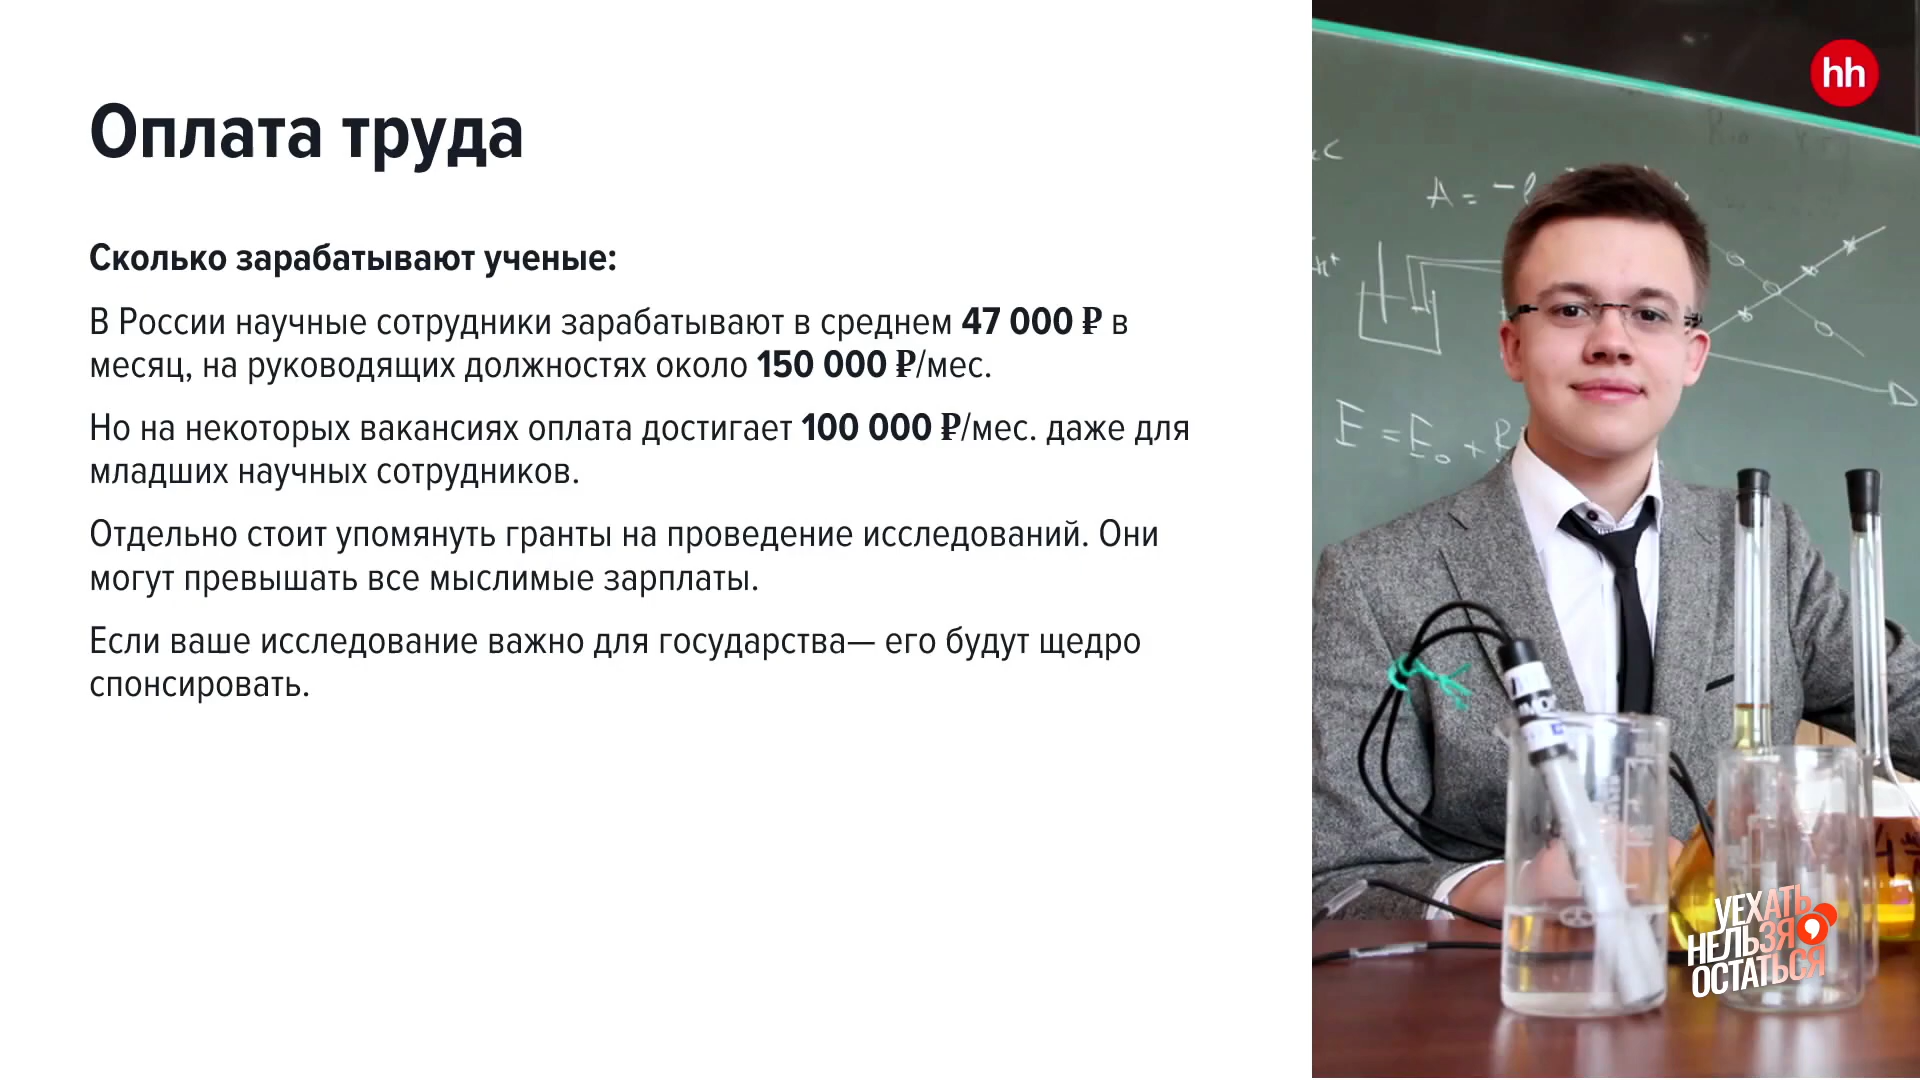 Оплата труда
Сколько зарабатывают ученые:
В России научные сотрудники зарабатывают в среднем 47 000 ₽ в
месяц, на руководящих должностях около 150 000 ₽/мес.
Но на некоторых вакансиях оплата достигает 100 000 ₽/мес. даже для
младших научных сотрудников.
Отдельно стоит упомянуть гранты на проведение исследований. Они
могут превышать все мыслимые зарплаты.
Если ваше исследование важно для государства— его будут щедро
спонсировать.
hh
A = -
E = E₀ +
УЕХАТЬ
НЕЛЬЗЯ
ОСТАТЬСЯ